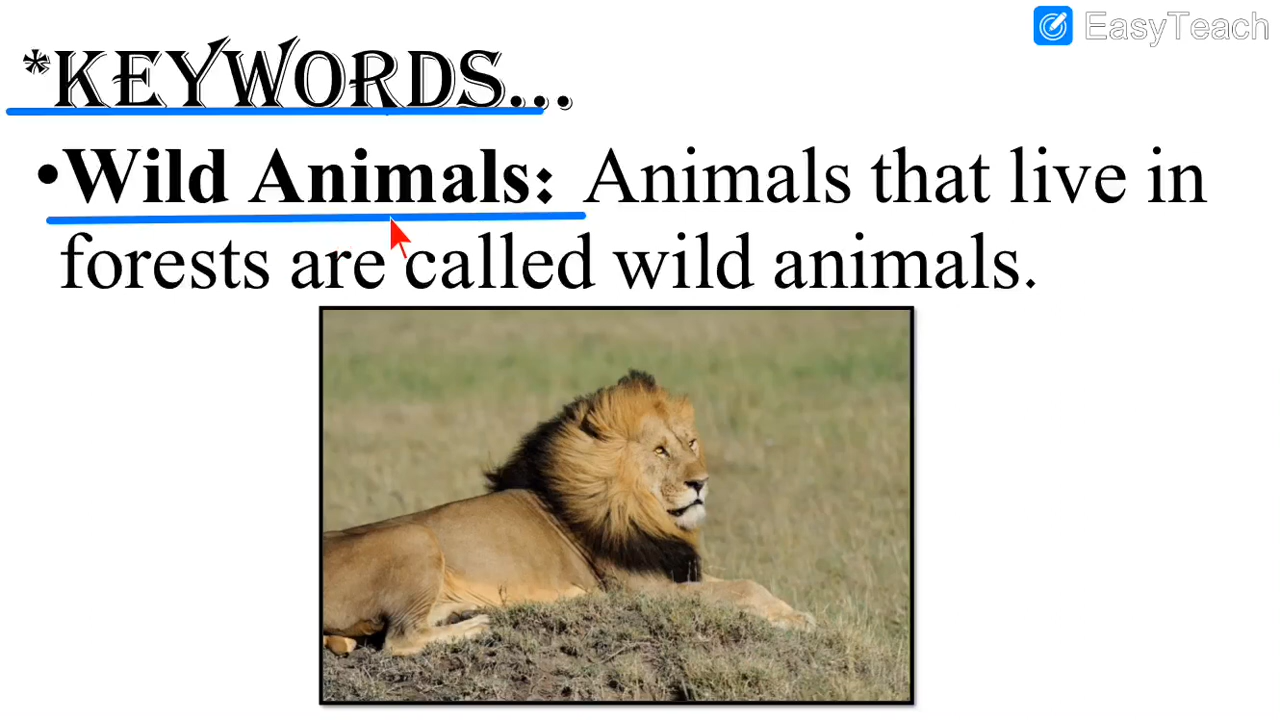 EasyTeach
*KEYWORDS...
•Wild Animals: Animals that live in
forests are called wild animals.